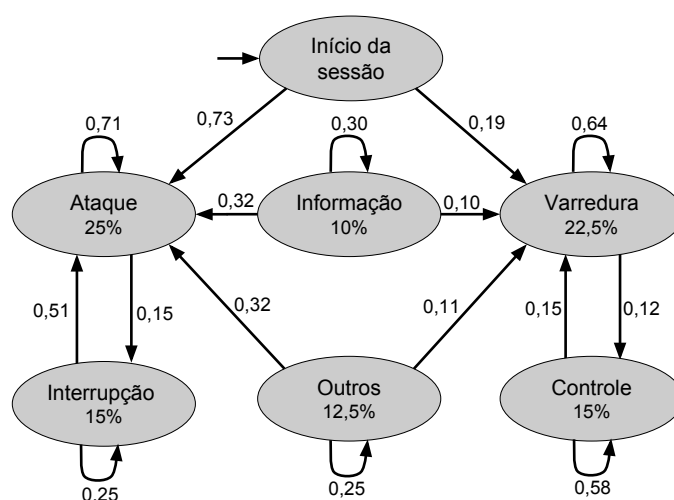 Início da
sessão
0,71
0,73
0,30
0,19
0,64
Ataque
25%
0,32
Informação
10%
0,10
Varredura
22,5%
0,51
0,15
0,32
0,11
0,15
0,12
Interrupção
15%
Outros
12,5%
Controle
15%
0,25
0,25
0,58